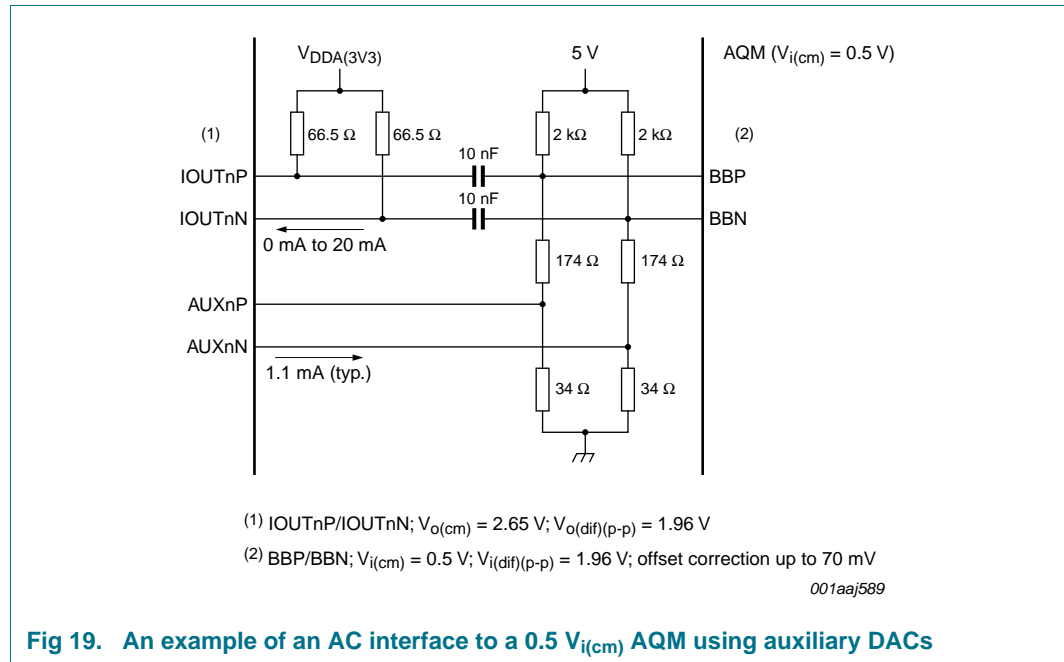 V_DDA(3V3) 5 V AQM (V_i(cm) = 0.5 V)
(1) 66.5 Ω 66.5 Ω 2 kΩ 2 kΩ (2)
10 nF
IOUTnP BBP
10 nF
IOUTnN BBN
0 mA to 20 mA
174 Ω 174 Ω
AUXnP
AUXnN
1.1 mA (typ.)
34 Ω 34 Ω
(1) IOUTnP/IOUTnN; V_o(cm) = 2.65 V; V_o(dif)(p-p) = 1.96 V
(2) BBP/BBN; V_i(cm) = 0.5 V; V_i(dif)(p-p) = 1.96 V; offset correction up to 70 mV
001aaj589
Fig 19. An example of an AC interface to a 0.5 V_i(cm) AQM using auxiliary DACs